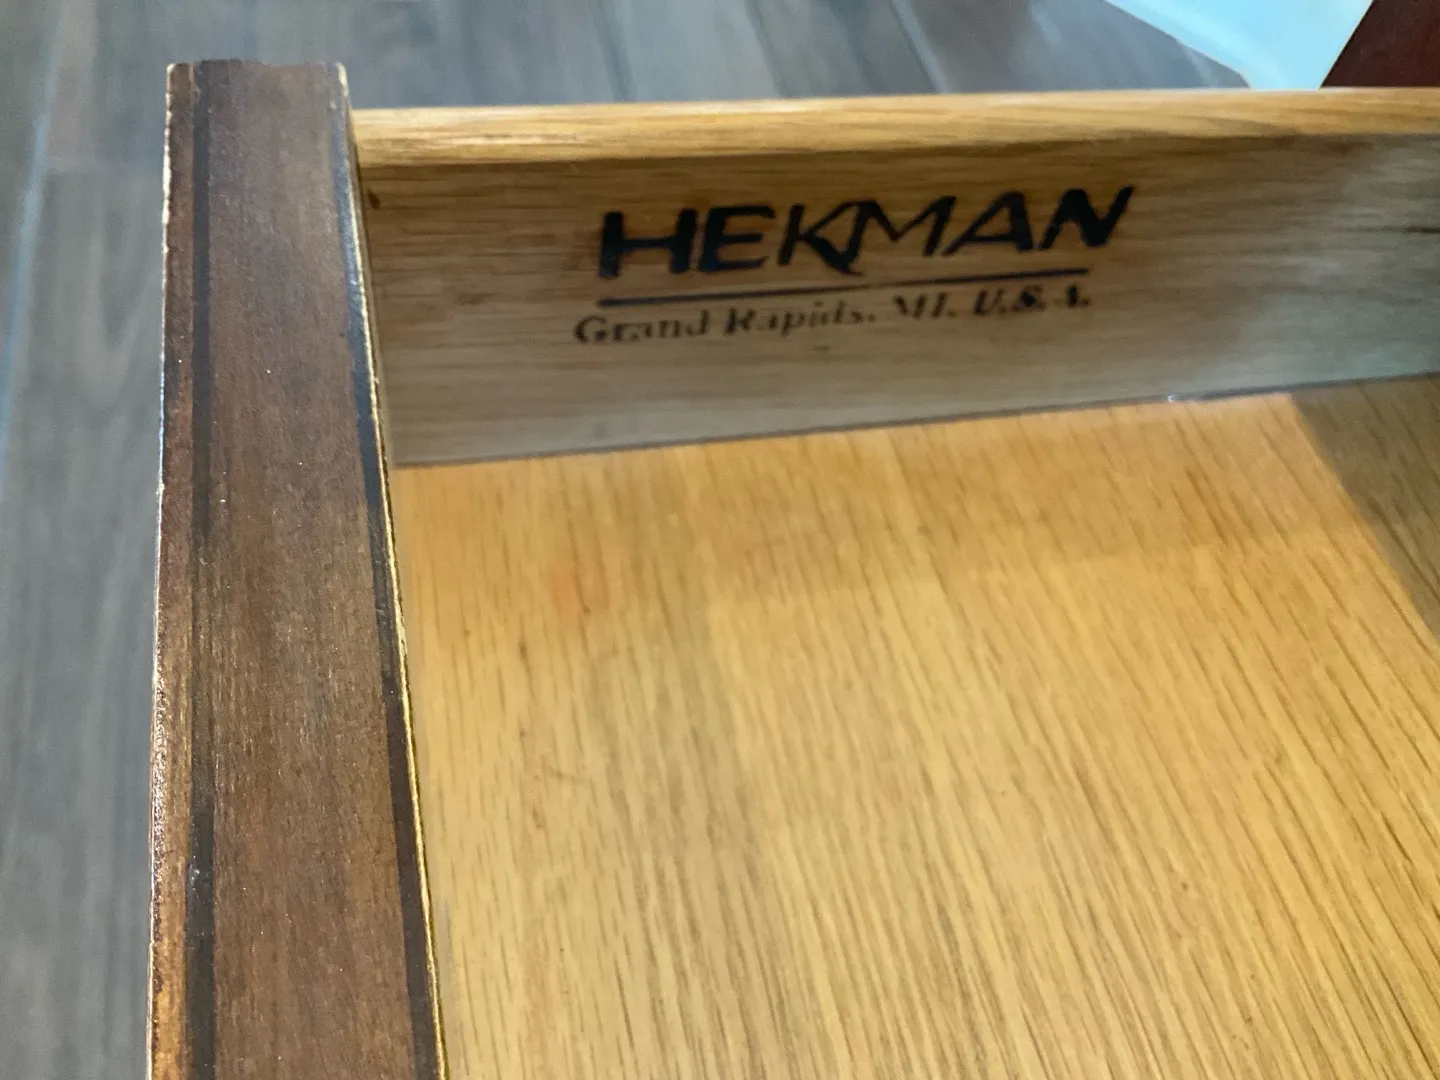 HEKMAN
Grand Rapids, MI. U.S.A.